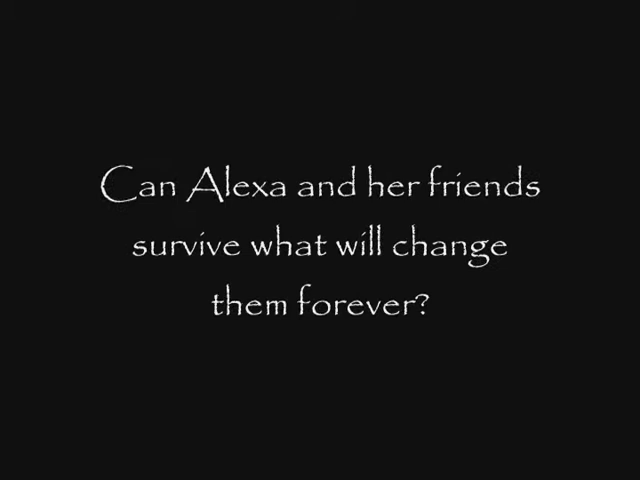 Can Alexa and her friends
survive what will change
them forever?